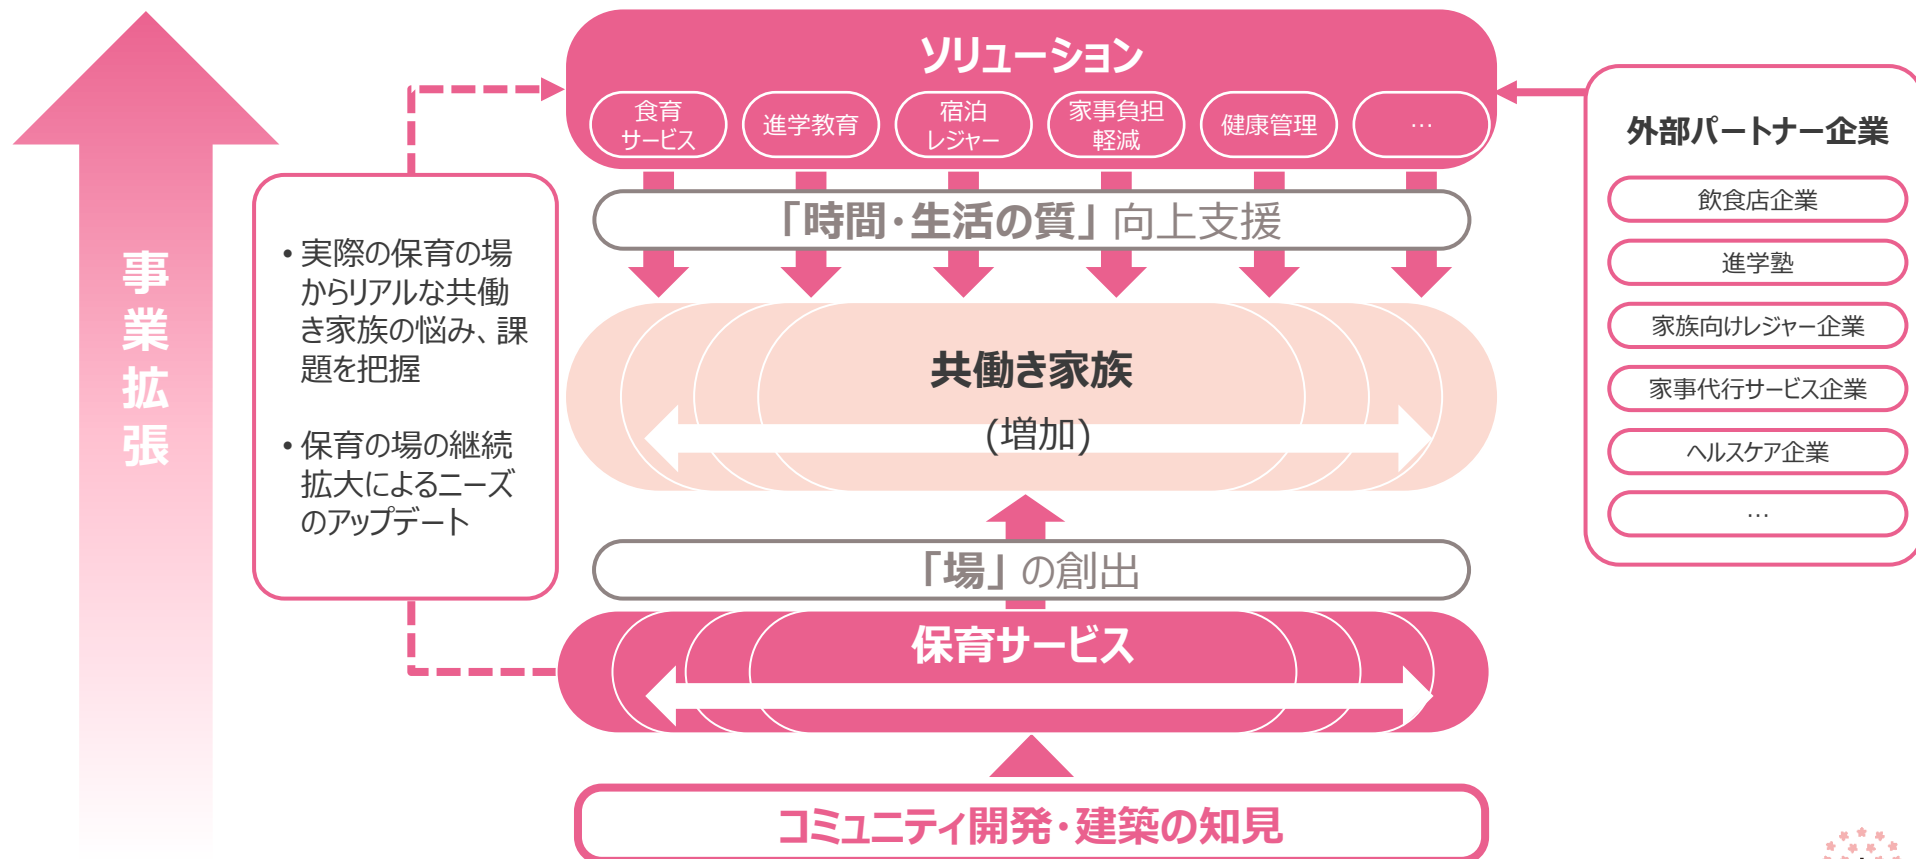 事業拡張
・実際の保育の場
からリアルな共働
き家族の悩み、課
題を把握
・保育の場の継続
拡大によるニーズ
のアップデート
ソリューション
食育
サービス
進学教育
宿泊
レジャー
家事負担
軽減
健康管理
…
「時間・生活の質」向上支援
共働き家族
(増加)
「場」の創出
保育サービス
コミュニティ開発・建築の知見
外部パートナー企業
飲食店企業
進学塾
家族向けレジャー企業
家事代行サービス企業
ヘルスケア企業
…